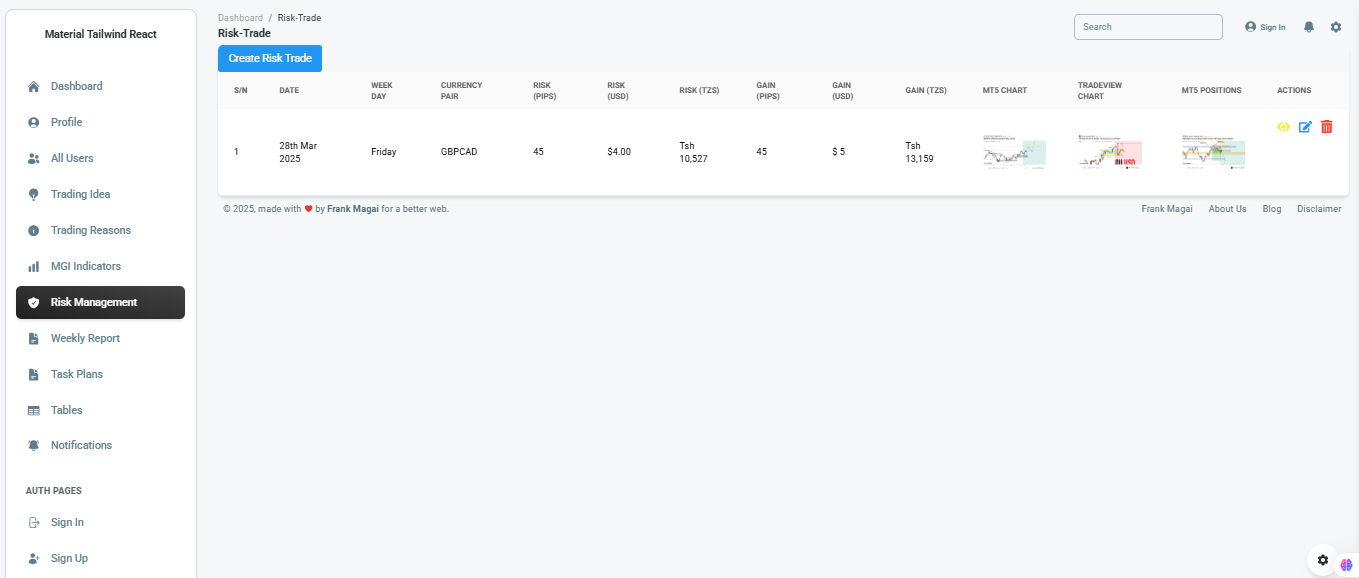 Material Tailwind React
Dashboard
Profile
All Users
Trading Idea
Trading Reasons
MGI Indicators
Risk Management
Weekly Report
Task Plans
Tables
Notifications
AUTH PAGES
Sign In
Sign Up
Dashboard / Risk-Trade
Risk-Trade
Search
Sign In
Create Risk Trade
S/N DATE WEEK DAY CURRENCY PAIR RISK (PIPS) RISK (USD) RISK (TZS) GAIN (PIPS) GAIN (USD) GAIN (TZS) MT5 CHART TRADEVIEW CHART MT5 POSITIONS ACTIONS
1 28th Mar 2025 Friday GBPCAD 45 $4.00 Tsh 10,527 45 $ 5 Tsh 13,159
© 2025, made with ❤ by Frank Magai for a better web.
Frank Magai About Us Blog Disclaimer